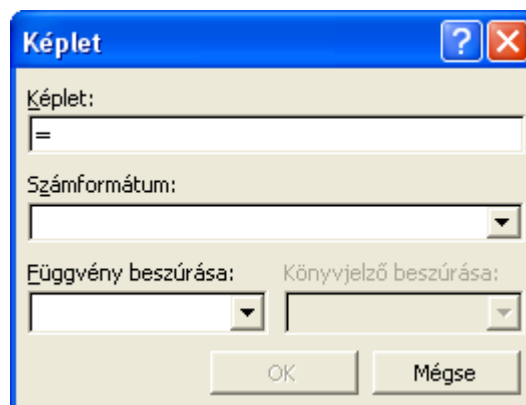 Képlet
Képlet:
=
Számformátum:
Függvény beszúrása: Könyvjelző beszúrása:
OK Mégse